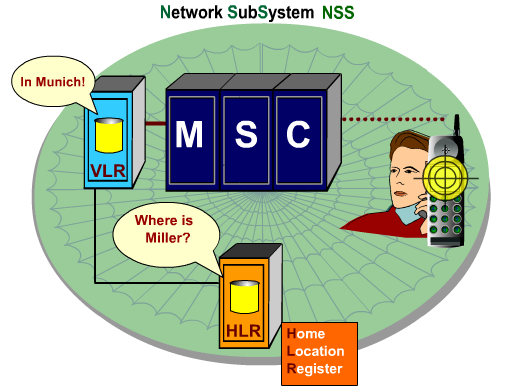 Network SubSystem NSS
In Munich!
VLR
M S C
Where is
Miller?
HLR
Home
Location
Register